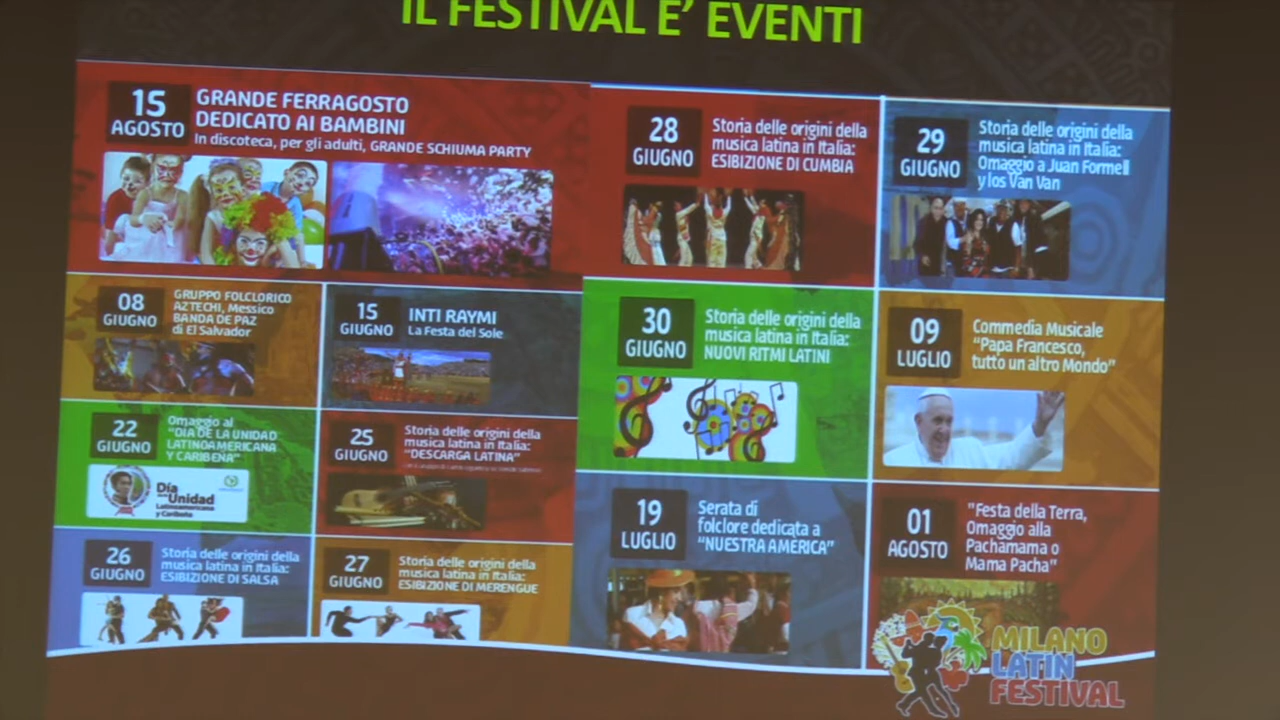 IL FESTIVAL E' EVENTI
15
AGOSTO
GRANDE FERRAGOSTO
DEDICATO AI BAMBINI
In discoteca, per gli adulti, GRANDE SCHIUMA PARTY
28
GIUGNO
Storia delle origini della
musica latina in Italia:
ESIBIZIONE DI CUMBIA
29
GIUGNO
Storia delle origini della
musica latina in Italia:
Omaggio a Juan Formell
y los Van Van
08
GIUGNO
GRUPPO FOLCLORICO
AZTECHI, Messico
BANDA DE PAZ
di El Salvador
15
GIUGNO
INTI RAYMI
La Festa del Sole
30
GIUGNO
Storia delle origini della
musica latina in Italia:
NUOVI RITMI LATINI
09
LUGLIO
Commedia Musicale
"Papa Francesco,
tutto un altro Mondo"
22
GIUGNO
Omaggio al
"DIA DE LA UNIDAD
LATINOAMERICANA
Y CARIBEÑA"
Día
de la Unidad
Latinoamericana
y Caribeña
25
GIUGNO
Storia delle origini della
musica latina in Italia:
"DESCARGA LATINA"
19
LUGLIO
Serata di
folclore dedicata a
"NUESTRA AMERICA"
01
AGOSTO
"Festa della Terra,
Omaggio alla
Pachamama o
Mama Pacha"
26
GIUGNO
Storia delle origini della
musica latina in Italia:
ESIBIZIONE DI SALSA
27
GIUGNO
Storia delle origini della
musica latina in Italia:
ESIBIZIONE DI MERENGUE
MILANO
LATIN
FESTIVAL